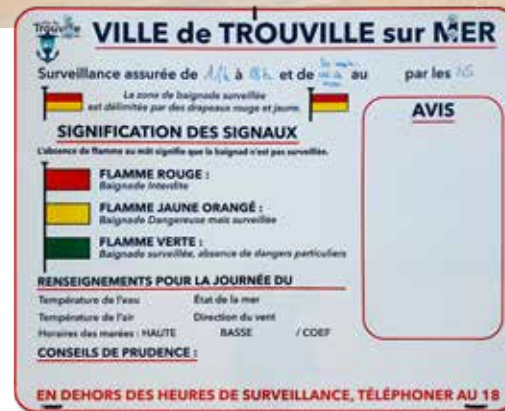 Trouville
VILLE de TROUVILLE sur MER
Surveillance assurée de à 18h et de au par les NS
La zone de baignade surveillée
est délimitée par des drapeaux rouge et jaune.
SIGNIFICATION DES SIGNAUX
L'absence de flamme au mât signifie que la baignad n'est pas surveillée.
FLAMME ROUGE :
Baignade Interdite
FLAMME JAUNE ORANGÉ :
Baignade Dangereuse mais surveillée
FLAMME VERTE :
Baignade surveillée, absence de dangers particuliers
RENSEIGNEMENTS POUR LA JOURNÉE DU
Température de l'eau État de la mer
Température de l'air Direction du vent
Horaires des marées : HAUTE BASSE / COEF
CONSEILS DE PRUDENCE :
AVIS
EN DEHORS DES HEURES DE SURVEILLANCE, TÉLÉPHONER AU 18